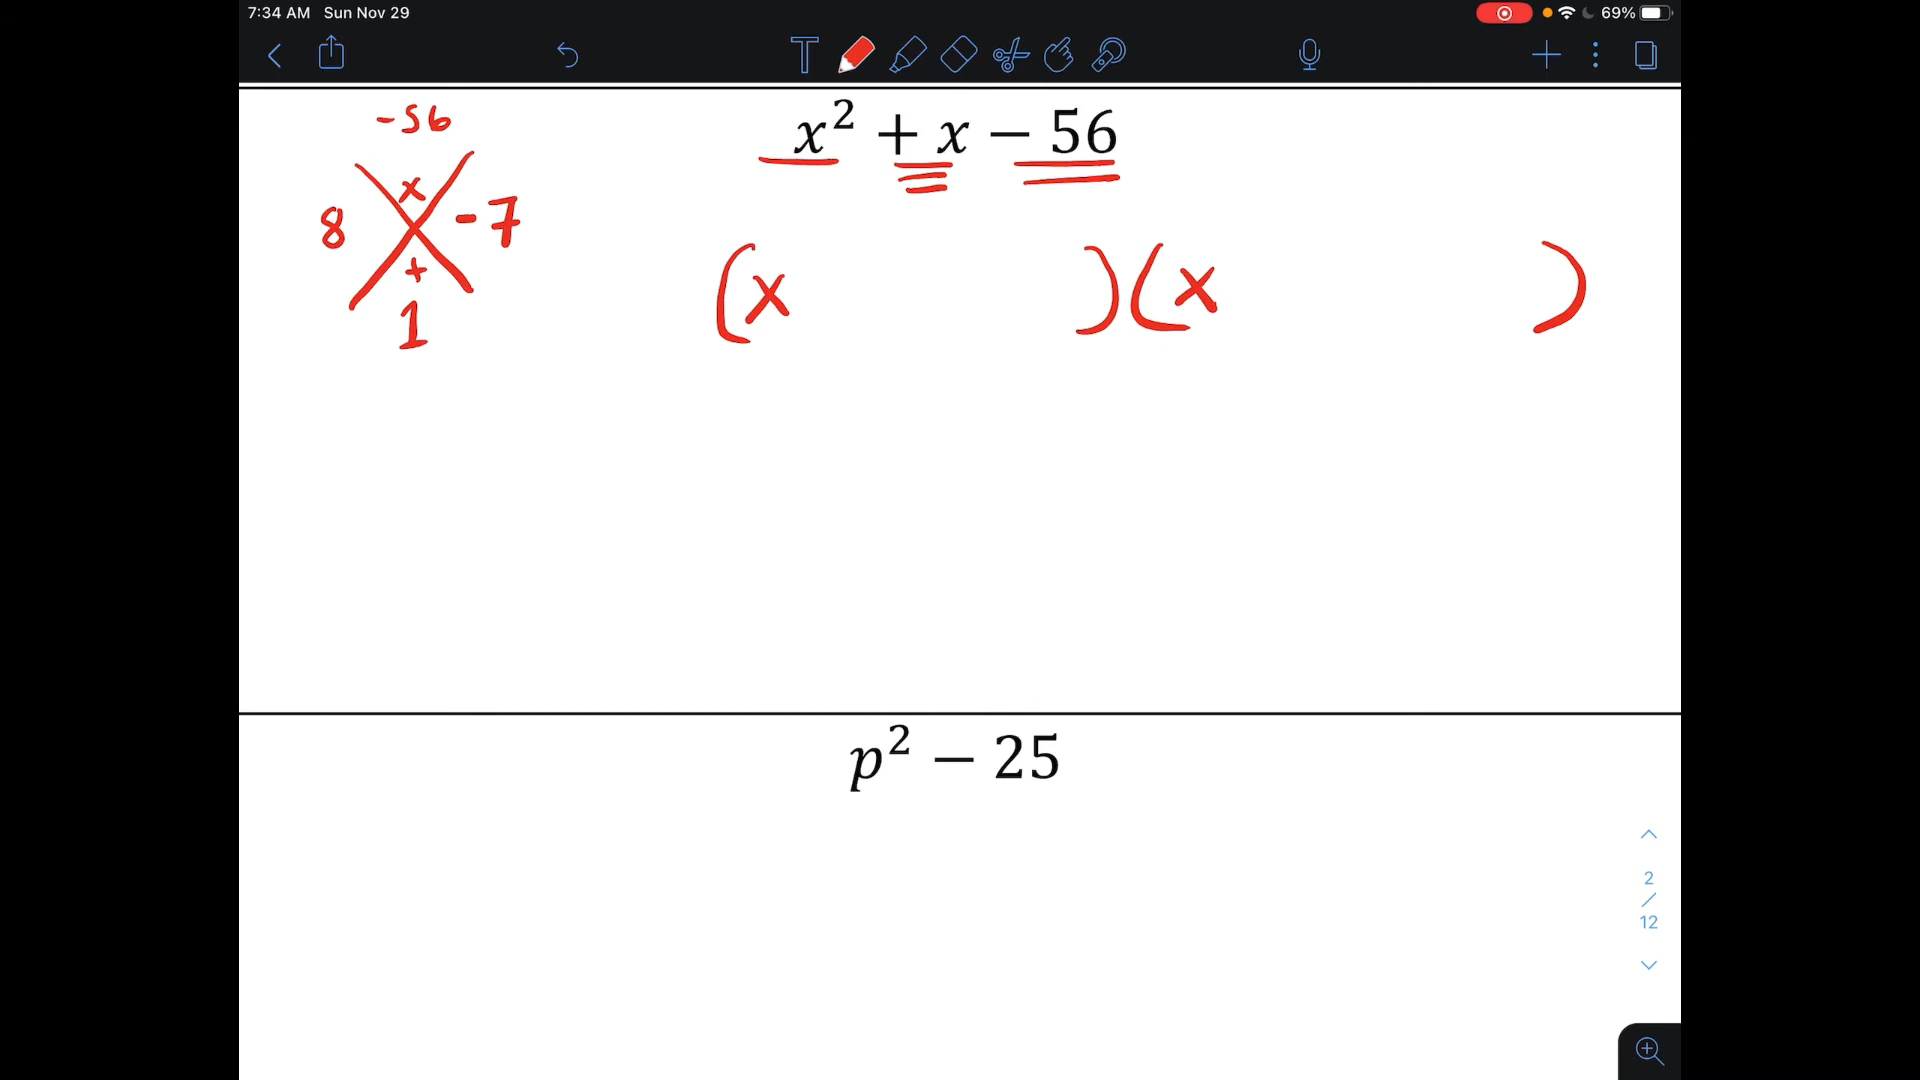 7:34 AM Sun Nov 29
69%
T
-56
x² + x − 56
x
8 -7
+
1
(x )(x )
p² − 25
2
/
12